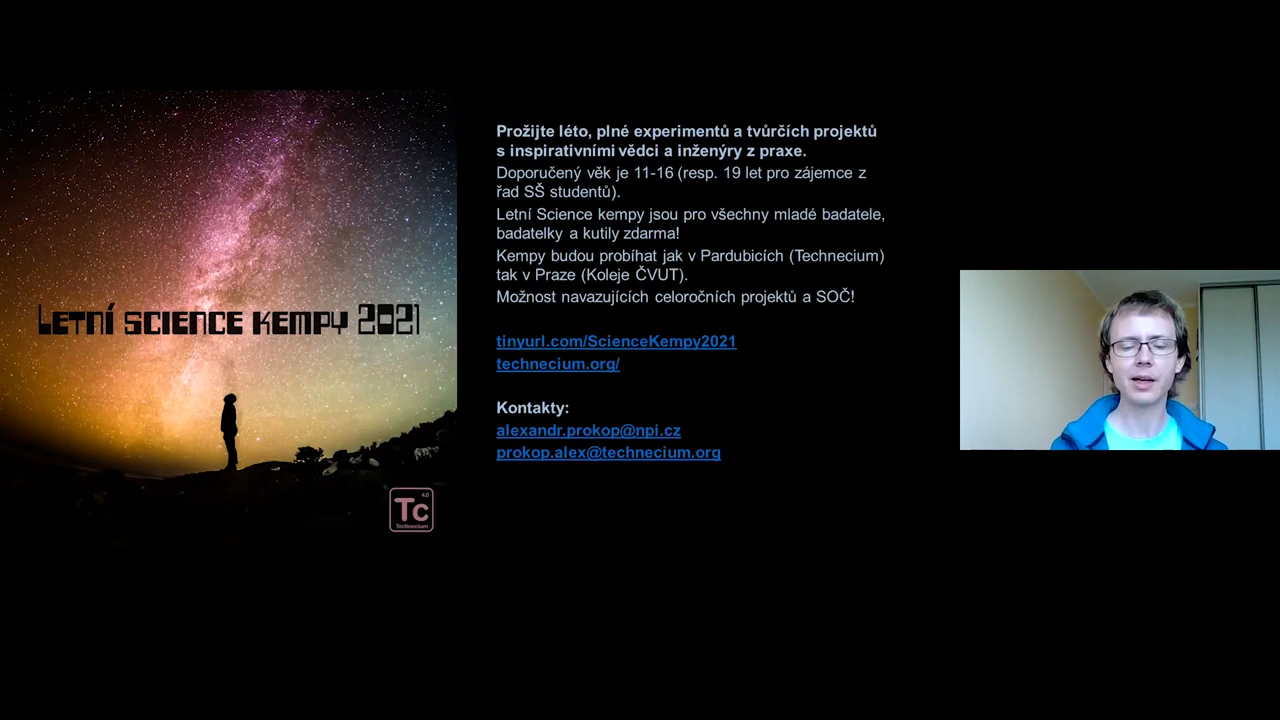 Letní science kempy 2021
4.0
Tc
Technecium
Prožijte léto, plné experimentů a tvůrčích projektů
s inspirativními vědci a inženýry z praxe.
Doporučený věk je 11-16 (resp. 19 let pro zájemce z
řad SŠ studentů).
Letní Science kempy jsou pro všechny mladé badatele,
badatelky a kutily zdarma!
Kempy budou probíhat jak v Pardubicích (Technecium)
tak v Praze (Koleje ČVUT).
Možnost navazujících celoročních projektů a SOČ!
tinyurl.com/ScienceKempy2021
technecium.org/
Kontakty:
alexandr.prokop@npi.cz
prokop.alex@technecium.org